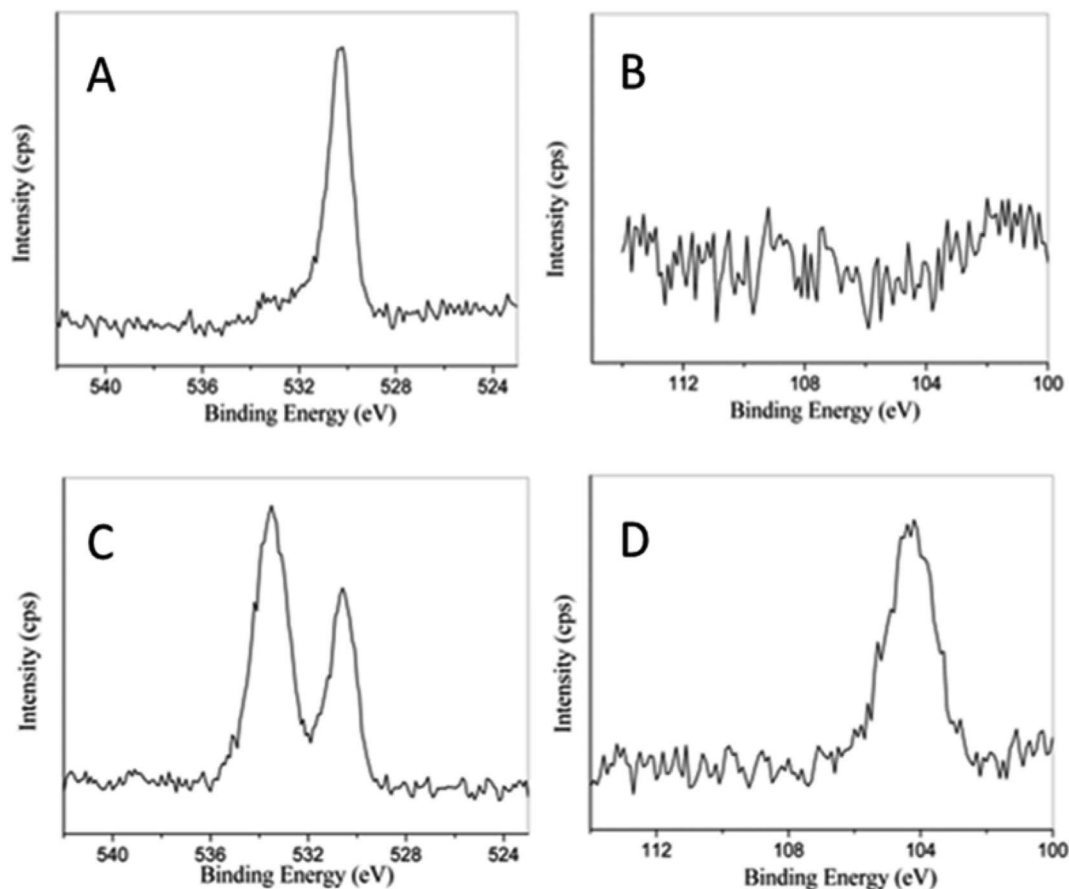 A
Intensity (cps)
540 536 532 528 524
Binding Energy (eV)
B
Intensity (cps)
112 108 104 100
Binding Energy (eV)
C
Intensity (cps)
540 536 532 528 524
Binding Energy (eV)
D
Intensity (cps)
112 108 104 100
Binding Energy (eV)